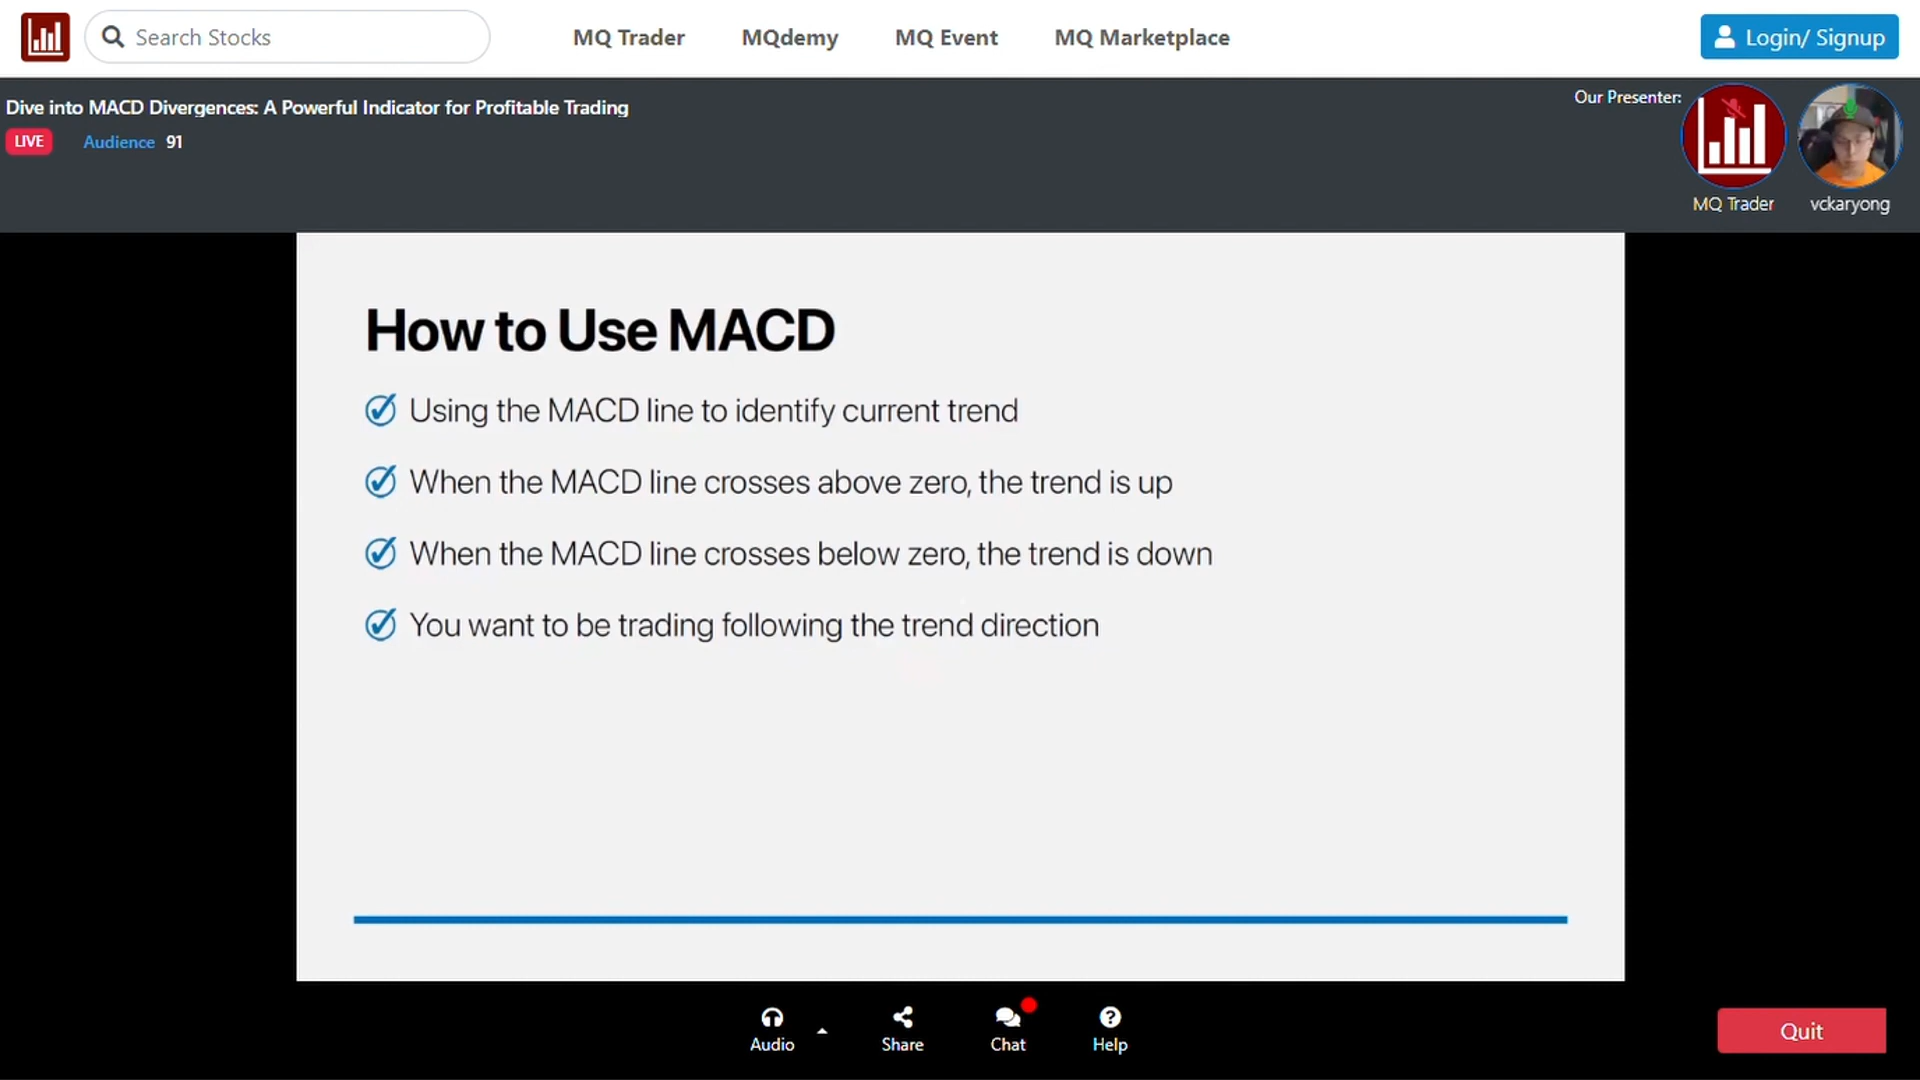 Search Stocks
MQ Trader
MQdemy
MQ Event
MQ Marketplace
Login/ Signup
Dive into MACD Divergences: A Powerful Indicator for Profitable Trading
Our Presenter:
LIVE
Audience 91
MQ Trader
vckaryong
How to Use MACD
Using the MACD line to identify current trend
When the MACD line crosses above zero, the trend is up
When the MACD line crosses below zero, the trend is down
You want to be trading following the trend direction
Audio
Share
Chat
Help
Quit